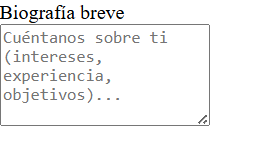 Biografía breve
Cuéntanos sobre ti
(intereses,
experiencia,
objetivos)...